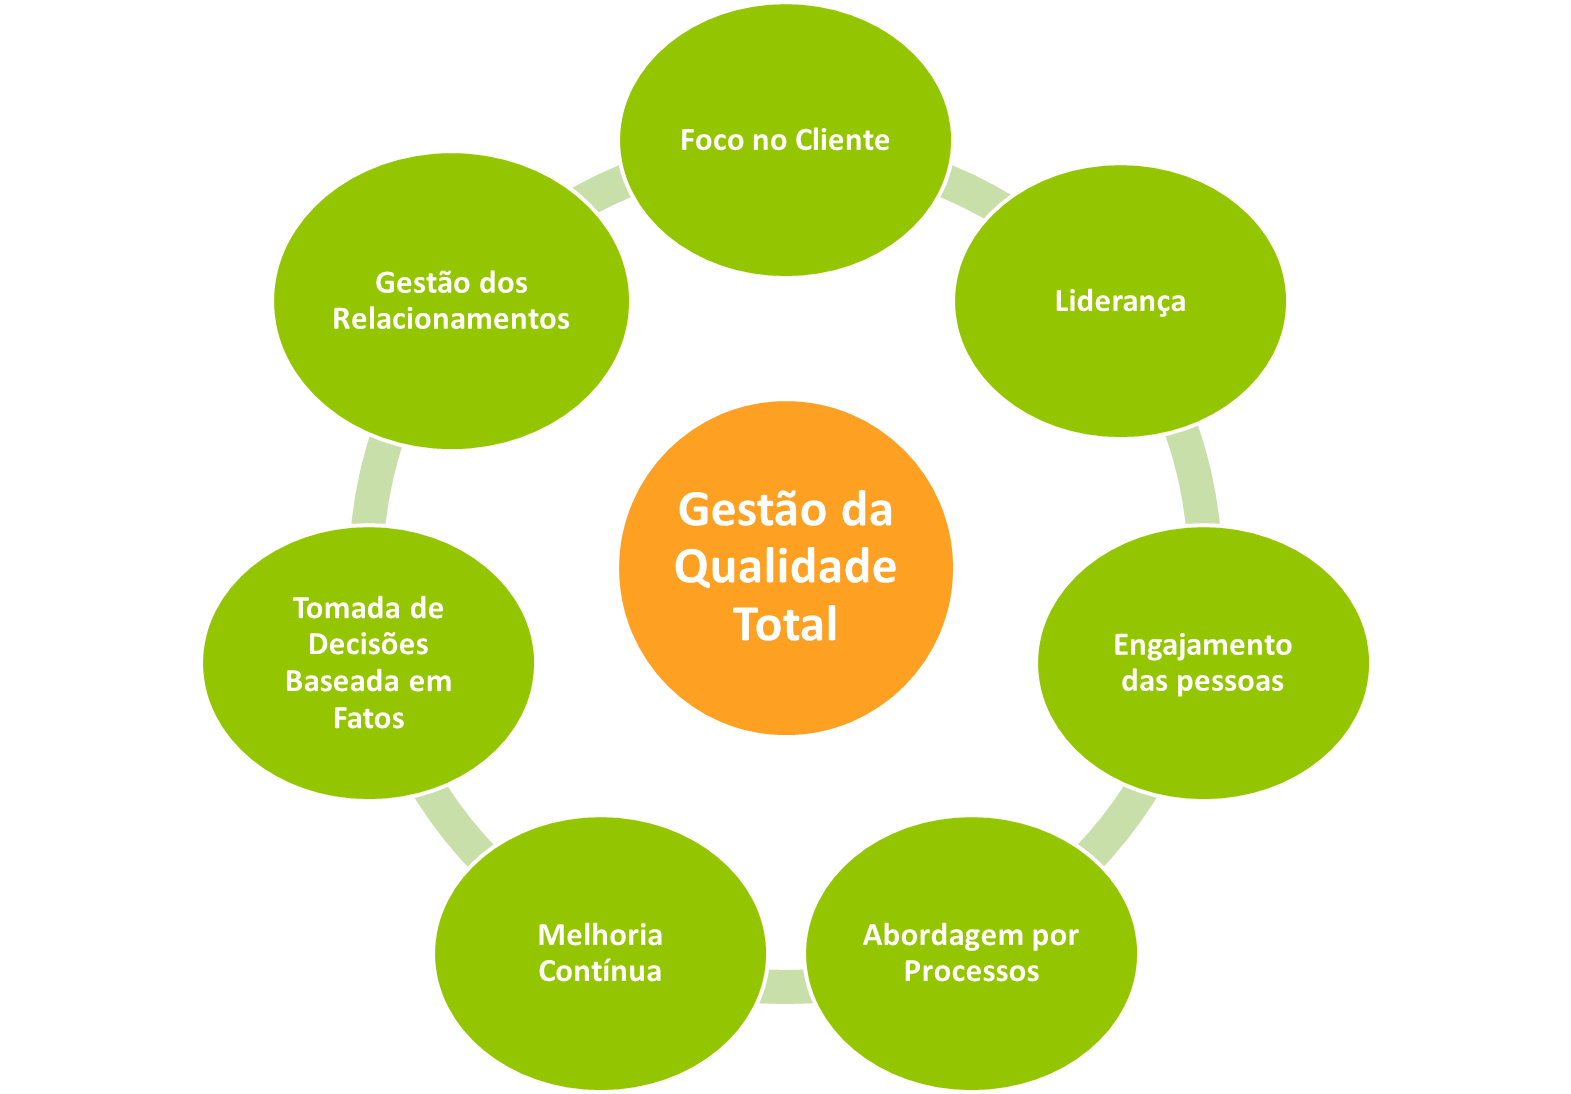 Foco no Cliente
Liderança
Engajamento
das pessoas
Abordagem por
Processos
Melhoria
Contínua
Tomada de
Decisões
Baseada em
Fatos
Gestão dos
Relacionamentos
Gestão da
Qualidade
Total